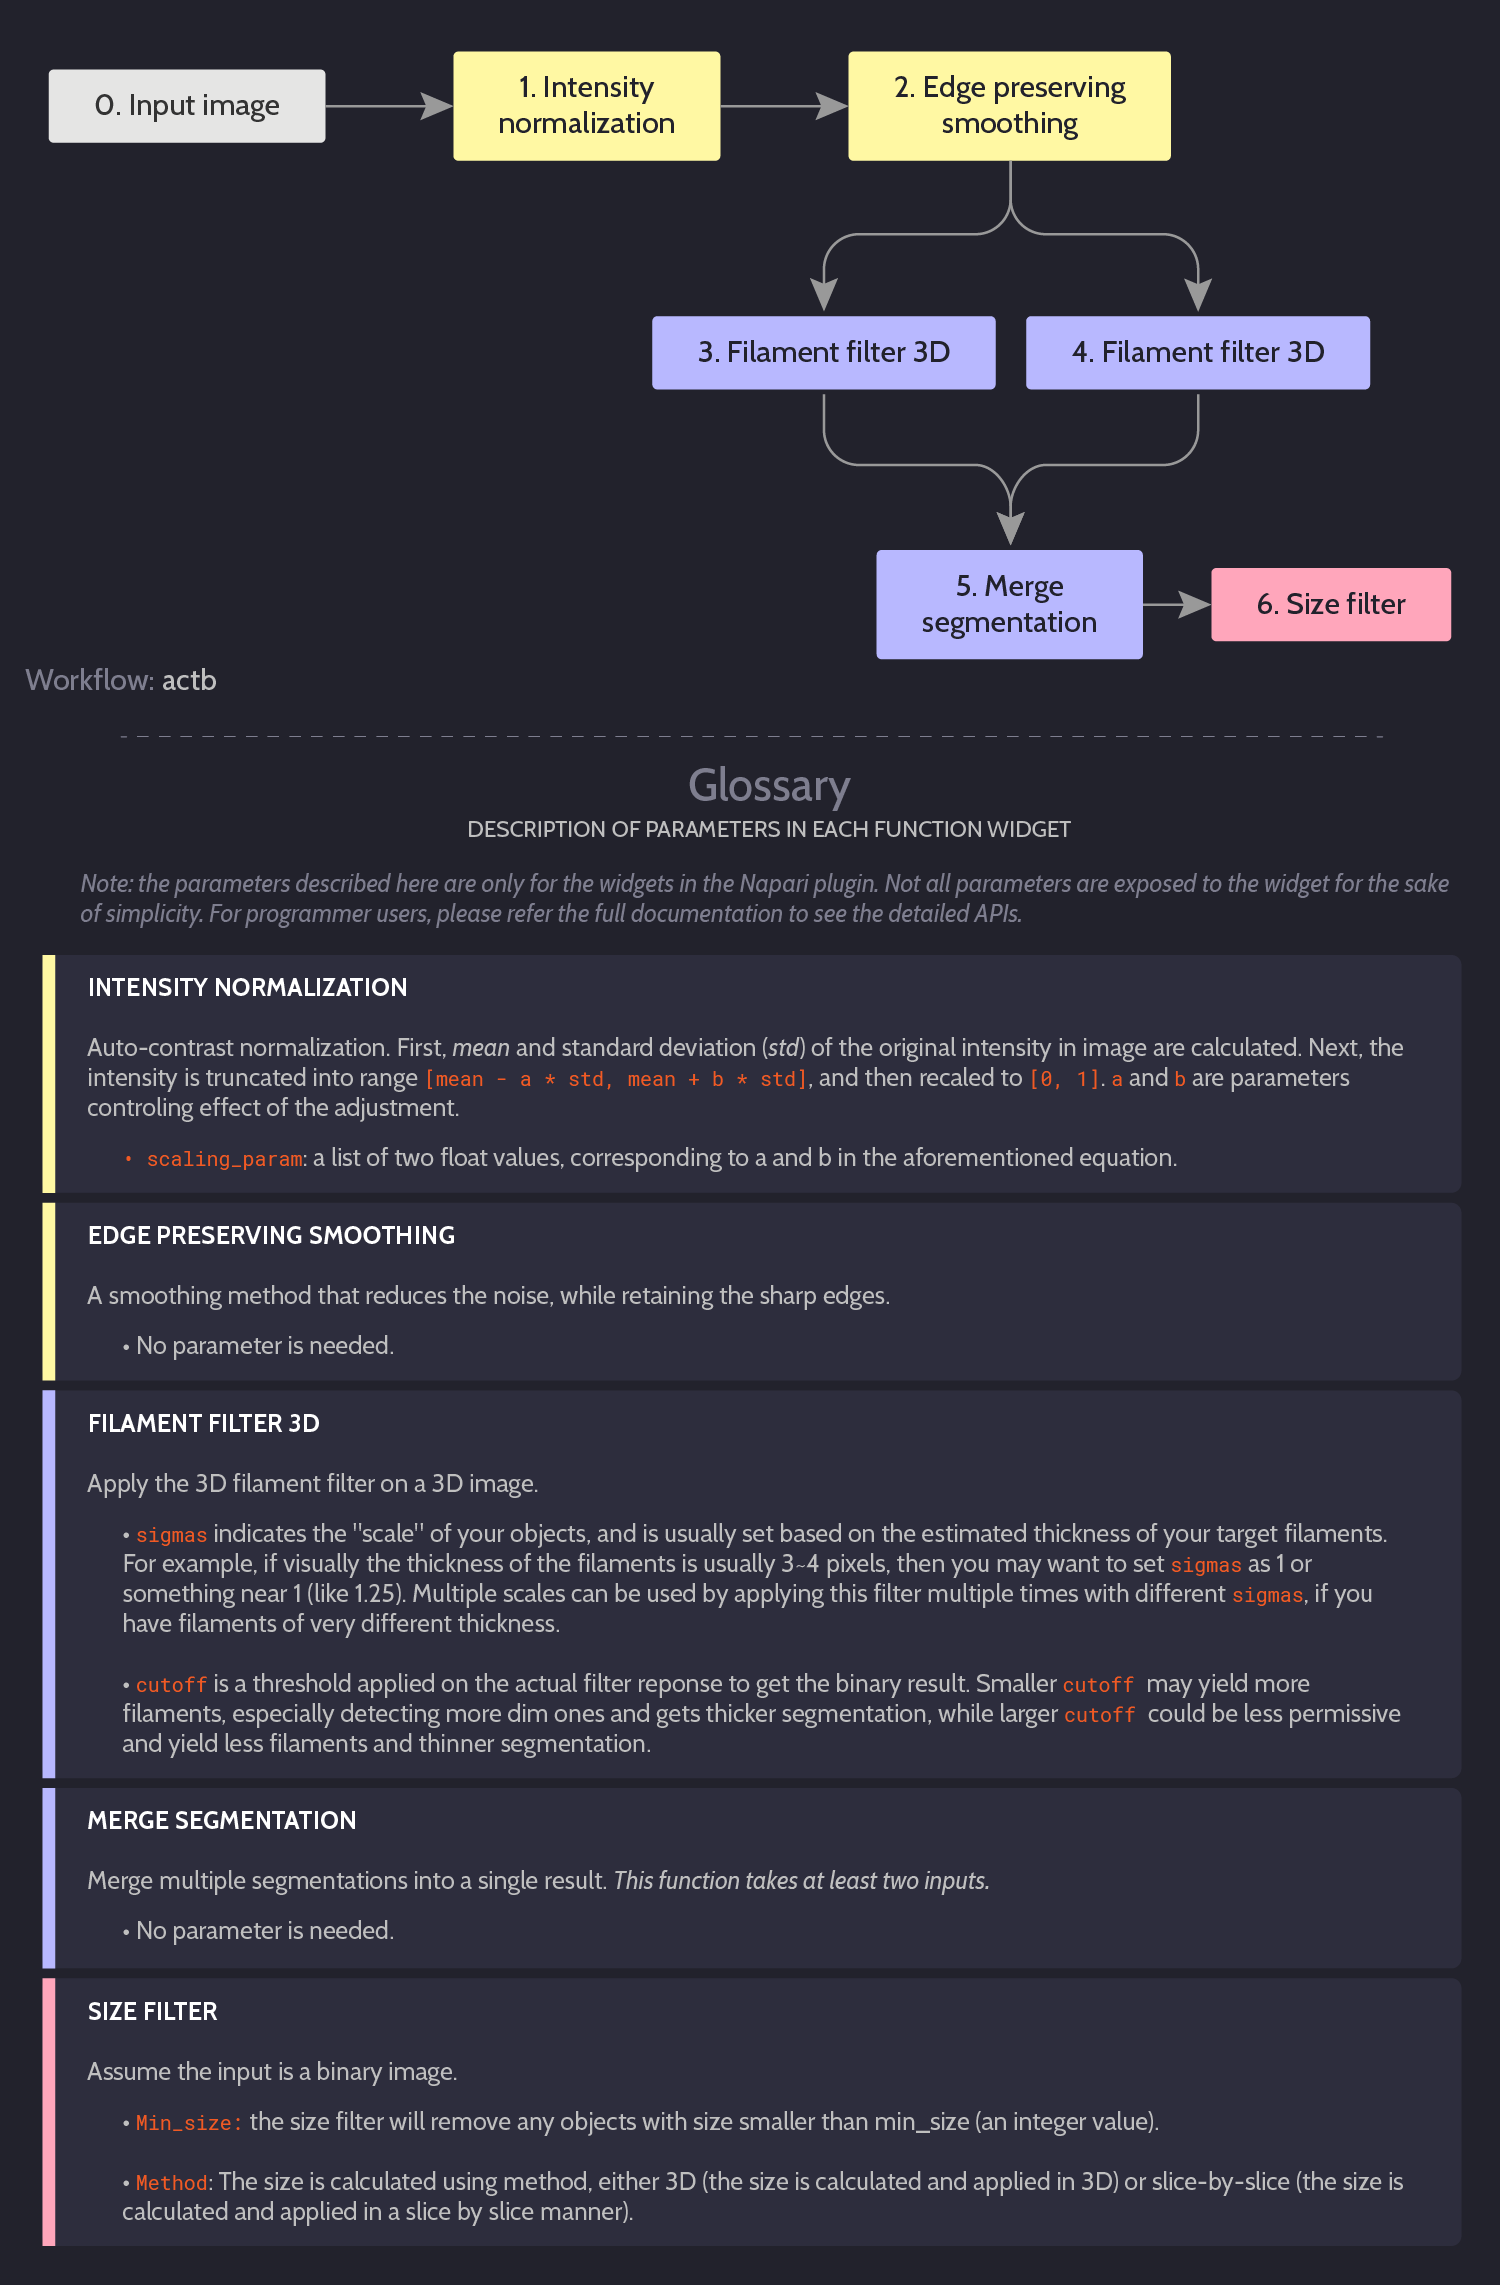 0. Input image
1. Intensity
normalization
2. Edge preserving
smoothing
3. Filament filter 3D
4. Filament filter 3D
5. Merge
segmentation
6. Size filter
Workflow: actb
Glossary
DESCRIPTION OF PARAMETERS IN EACH FUNCTION WIDGET
Note: the parameters described here are only for the widgets in the Napari plugin. Not all parameters are exposed to the widget for the sake
of simplicity. For programmer users, please refer the full documentation to see the detailed APIs.
INTENSITY NORMALIZATION
Auto-contrast normalization. First, mean and standard deviation (std) of the original intensity in image are calculated. Next, the
intensity is truncated into range [mean - a * std, mean + b * std], and then recaled to [0, 1]. a and b are parameters
controling effect of the adjustment.
• scaling_param: a list of two float values, corresponding to a and b in the aforementioned equation.
EDGE PRESERVING SMOOTHING
A smoothing method that reduces the noise, while retaining the sharp edges.
• No parameter is needed.
FILAMENT FILTER 3D
Apply the 3D filament filter on a 3D image.
• sigmas indicates the "scale" of your objects, and is usually set based on the estimated thickness of your target filaments.
For example, if visually the thickness of the filaments is usually 3~4 pixels, then you may want to set sigmas as 1 or
something near 1 (like 1.25). Multiple scales can be used by applying this filter multiple times with different sigmas, if you
have filaments of very different thickness.
• cutoff is a threshold applied on the actual filter reponse to get the binary result. Smaller cutoff may yield more
filaments, especially detecting more dim ones and gets thicker segmentation, while larger cutoff could be less permissive
and yield less filaments and thinner segmentation.
MERGE SEGMENTATION
Merge multiple segmentations into a single result. This function takes at least two inputs.
• No parameter is needed.
SIZE FILTER
Assume the input is a binary image.
• Min_size: the size filter will remove any objects with size smaller than min_size (an integer value).
• Method: The size is calculated using method, either 3D (the size is calculated and applied in 3D) or slice-by-slice (the size is
calculated and applied in a slice by slice manner).